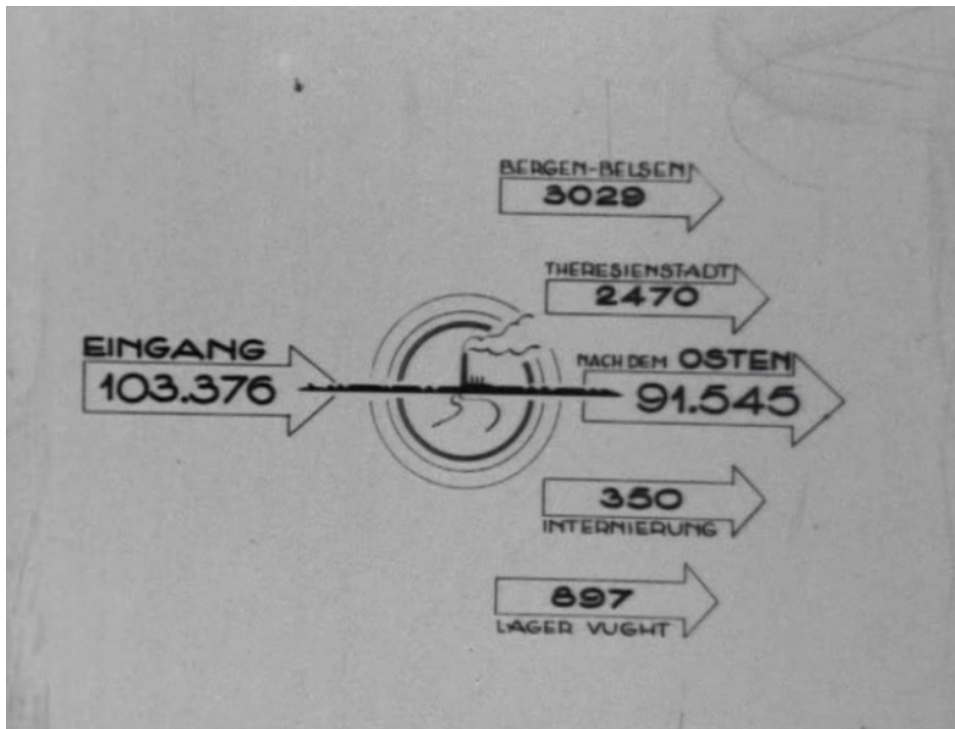 BERGEN-BELSEN
3029
THERESIENSTADT
2470
EINGANG
103.376
NACH DEM OSTEN
91.545
350
INTERNIERUNG
897
LAGER VUGHT